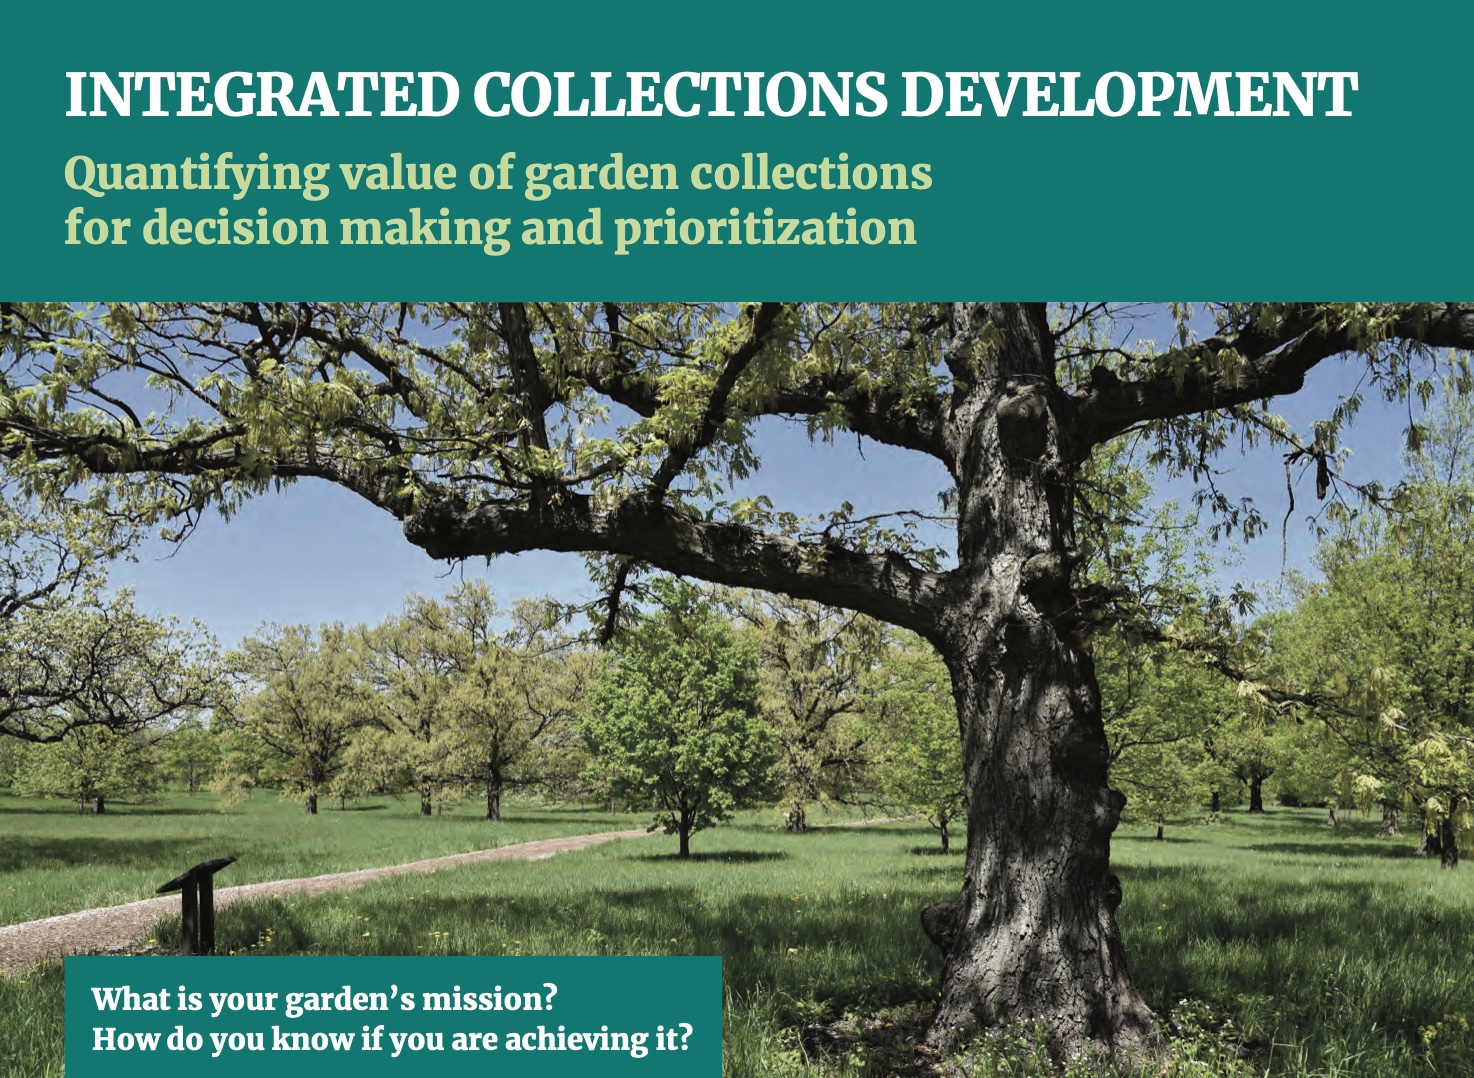 INTEGRATED COLLECTIONS DEVELOPMENT
Quantifying value of garden collections
for decision making and prioritization
What is your garden’s mission?
How do you know if you are achieving it?